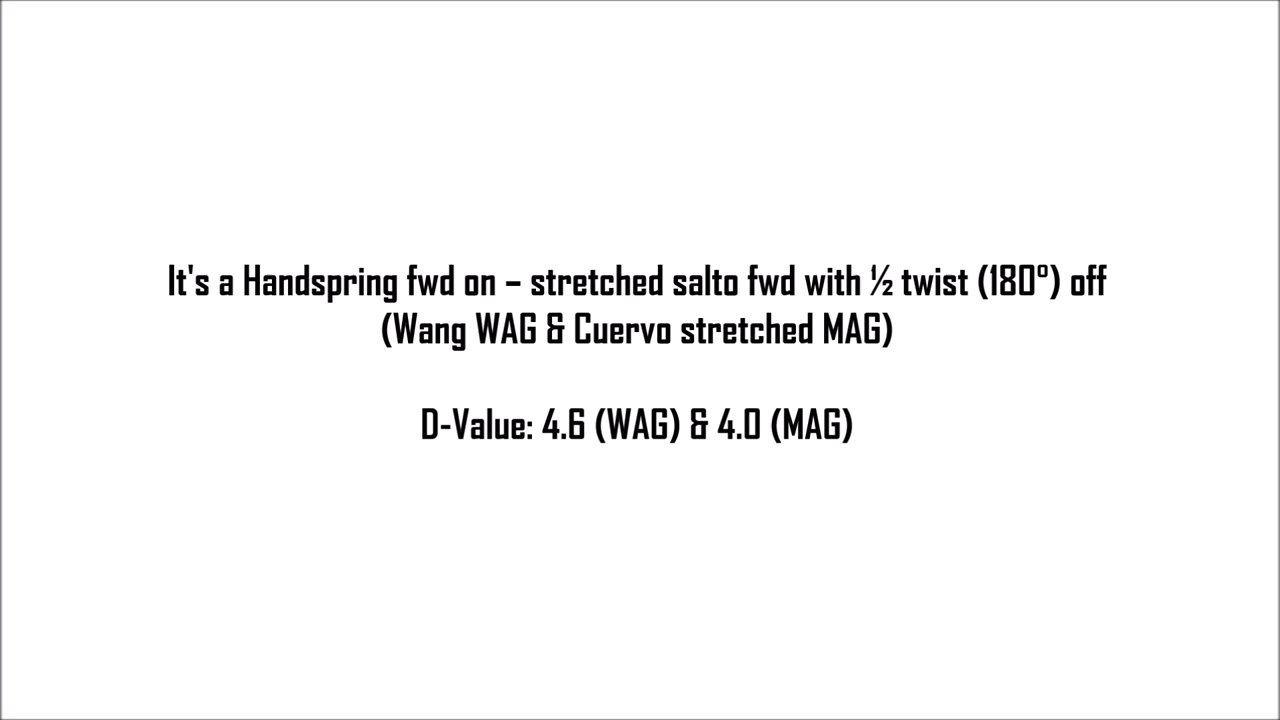 It's a Handspring fwd on – stretched salto fwd with ½ twist (180º) off
(Wang WAG & Cuervo stretched MAG)
D-Value: 4.6 (WAG) & 4.0 (MAG)